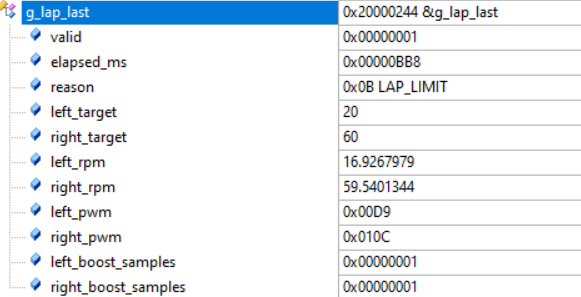 g_lap_last 0x20000244 &g_lap_last
valid 0x00000001
elapsed_ms 0x00000BB8
reason 0x0B LAP_LIMIT
left_target 20
right_target 60
left_rpm 16.9267979
right_rpm 59.5401344
left_pwm 0x00D9
right_pwm 0x010C
left_boost_samples 0x00000001
right_boost_samples 0x00000001